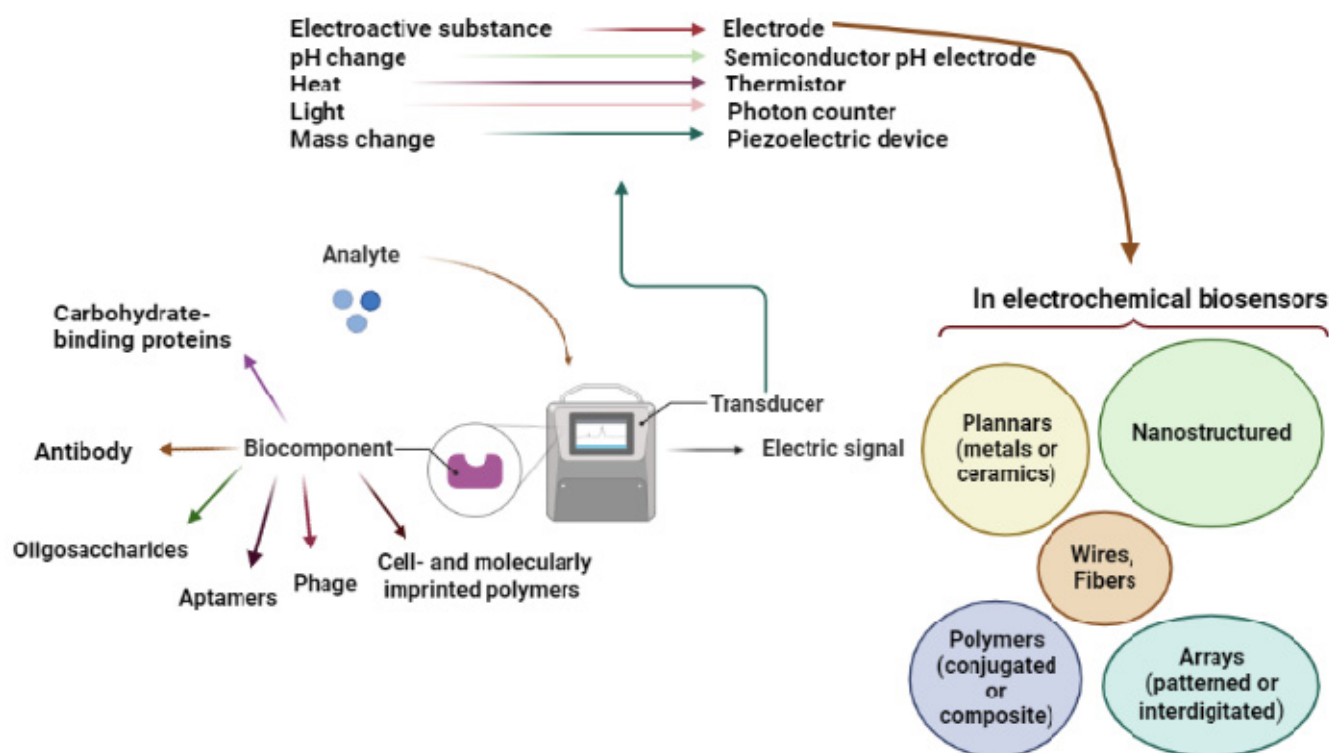 Electroactive substance
Electrode
pH change
Semiconductor pH electrode
Heat
Thermistor
Light
Photon counter
Mass change
Piezoelectric device
Analyte
In electrochemical biosensors
Carbohydrate-
binding proteins
Transducer
Plannars
(metals or
ceramics)
Nanostructured
Antibody
Biocomponent
Electric signal
Oligosaccharides
Aptamers
Phage
Cell- and molecularly
imprinted polymers
Wires,
Fibers
Polymers
(conjugated
or
composite)
Arrays
(patterned or
interdigitated)